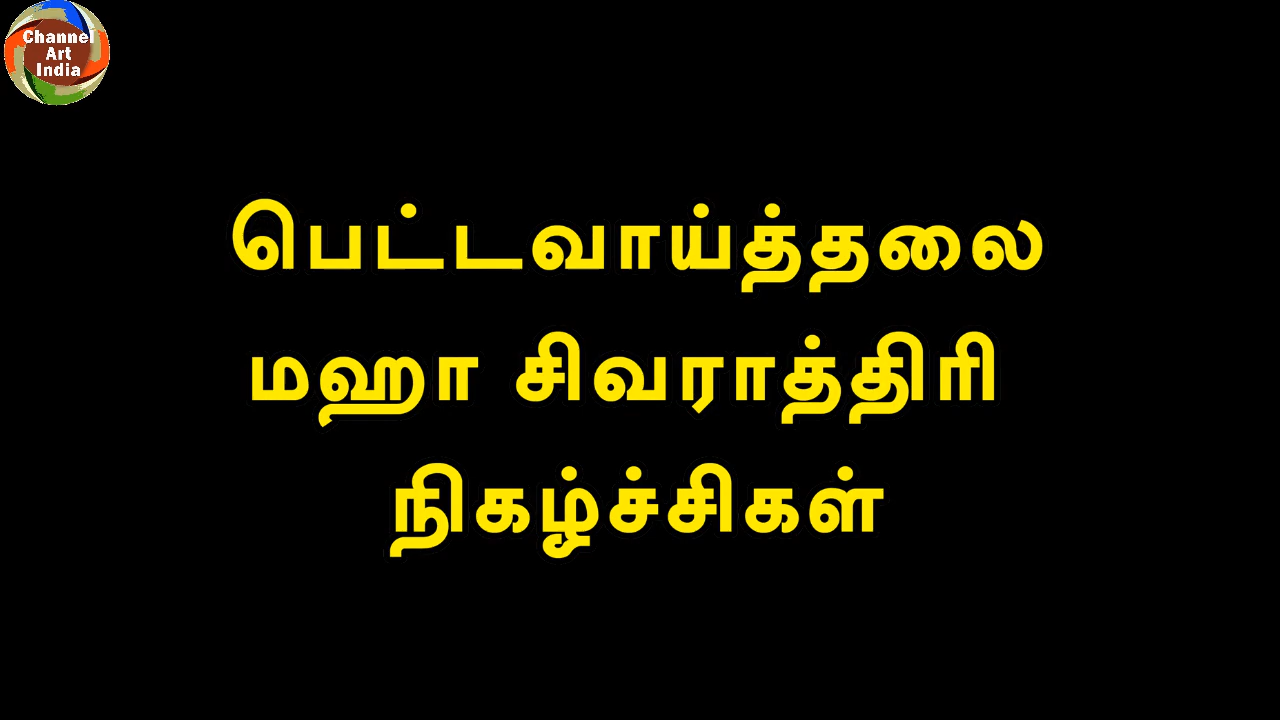 Channel
Art
India
பெட்டவாய்த்தலை
மஹா சிவராத்திரி
நிகழ்ச்சிகள்